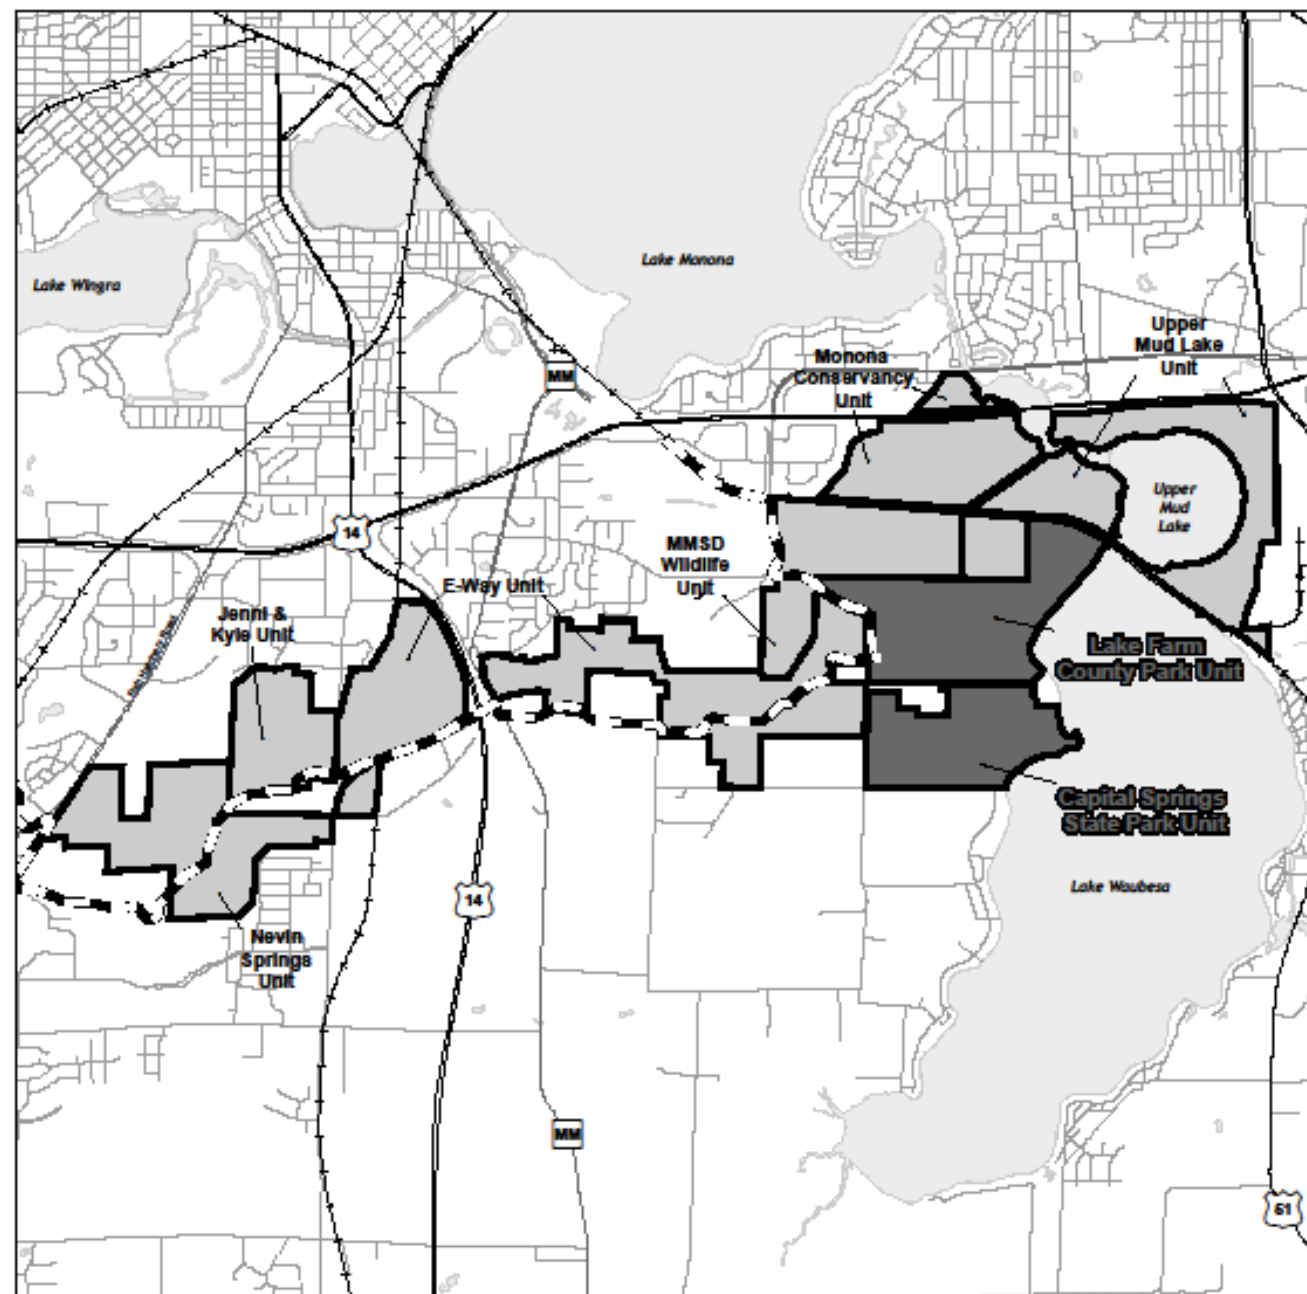 Lake Monona
Lake Wingra
Upper
Mud Lake
Unit
Monona
Conservancy
Unit
MM
Upper
Mud
Lake
14
MMSD
Wildlife
Unit
E-Way Unit
Jenni &
Kyle Unit
Lake Farm
County Park Unit
Capital Springs
State Park Unit
Lake Waubesa
14
Nevin
Springs
Unit
MM
51